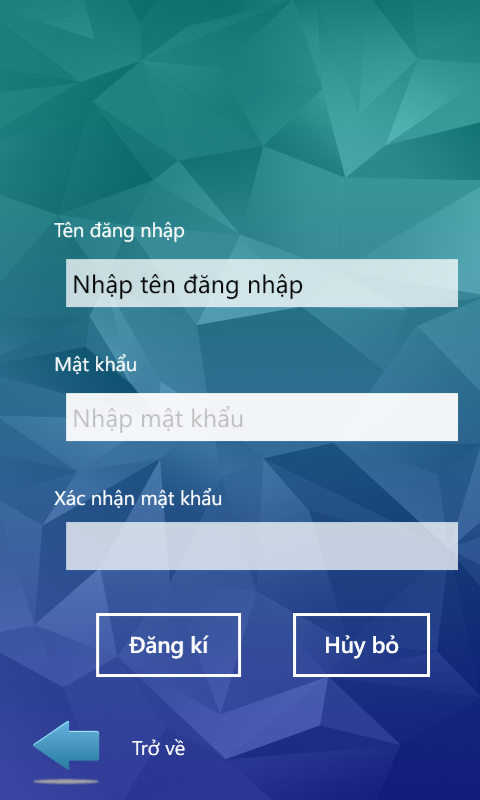 Tên đăng nhập
Nhập tên đăng nhập
Mật khẩu
Nhập mật khẩu
Xác nhận mật khẩu
Đăng kí
Hủy bỏ
Trở về